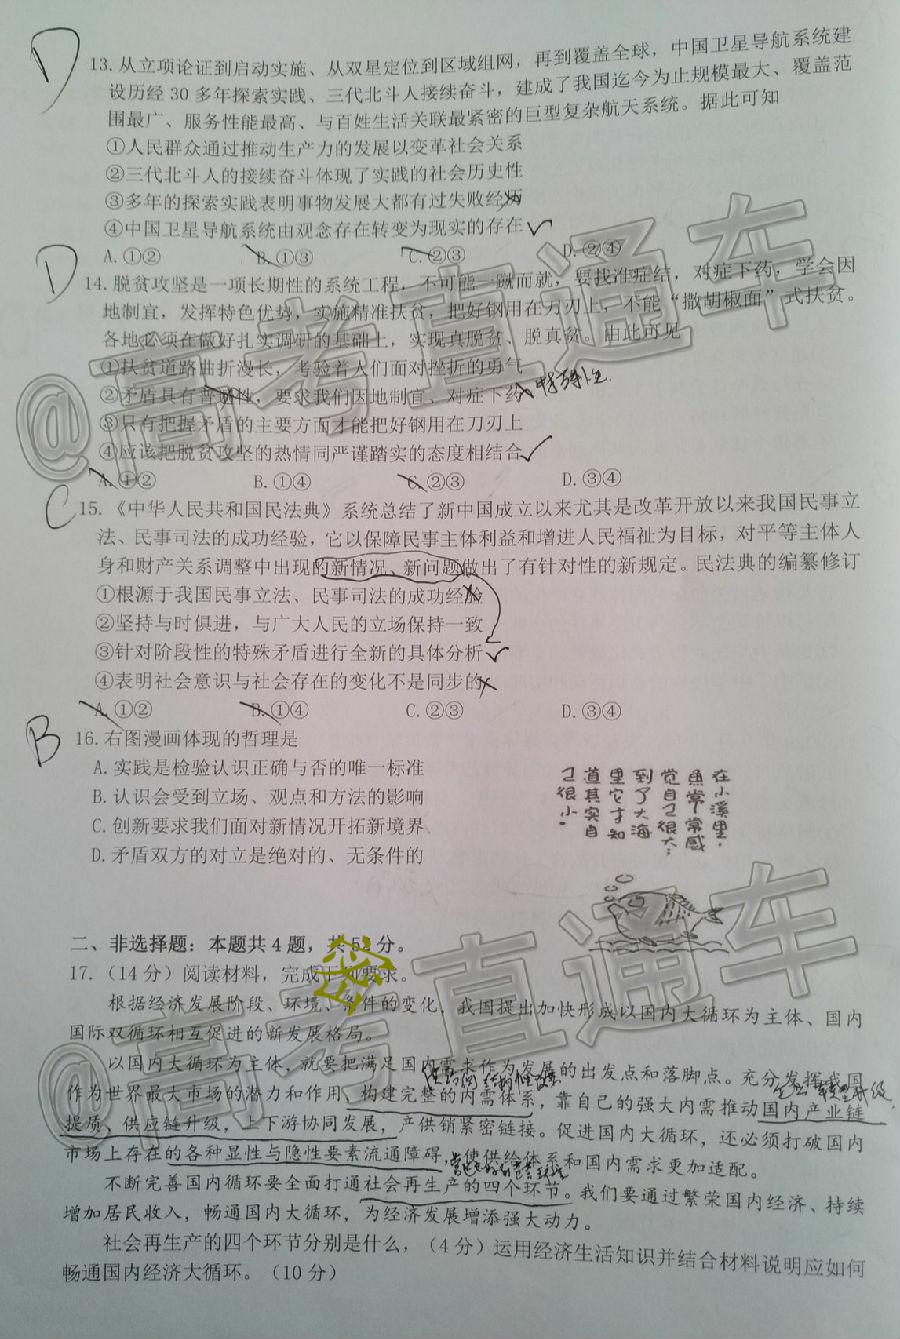 D
13.从立项论证到启动实施、从双星定位到区域组网，再到覆盖全球，中国卫星导航系统建
设历经30多年探索实践、三代北斗人接续奋斗，建成了我国迄今为止规模最大、覆盖范
围最广、服务性能最高、与百姓生活关联最紧密的巨型复杂航天系统。据此可知
①人民群众通过推动生产力的发展以变革社会关系
②三代北斗人的接续奋斗体现了实践的社会历史性
③多年的探索实践表明事物发展大都有过失败经历
④中国卫星导航系统由观念存在转变为现实的存在
A.①② B.①③ C.②③ D.②④
D
14.脱贫攻坚是一项长期性的系统工程，不可能一蹴而就，要找准症结，对症下药，学会因
地制宜，发挥特色优势，实施精准扶贫，把好钢用在刀刃上，不能“撒胡椒面”式扶贫。
各地必须在做好扎实调研的基础上，实现真脱贫、脱真贫。由此可见
①扶贫道路曲折漫长，考验着人们面对挫折的勇气
②矛盾具有普遍性，要求我们因地制宜、对症下药 特殊性
③只有把握矛盾的主要方面才能把好钢用在刀刃上
④应该把脱贫攻坚的热情同严谨踏实的态度相结合
A.①② B.①④ C.②③ D.③④
C
15.《中华人民共和国民法典》系统总结了新中国成立以来尤其是改革开放以来我国民事立
法、民事司法的成功经验，它以保障民事主体利益和增进人民福祉为目标，对平等主体人
身和财产关系调整中出现的新情况、新问题做出了有针对性的新规定。民法典的编纂修订
①根源于我国民事立法、民事司法的成功经验
②坚持与时俱进，与广大人民的立场保持一致
③针对阶段性的特殊矛盾进行全新的具体分析
④表明社会意识与社会存在的变化不是同步的
A.①② B.①④ C.②③ D.③④
B
16.右图漫画体现的哲理是
A.实践是检验认识正确与否的唯一标准
B.认识会受到立场、观点和方法的影响
C.创新要求我们面对新情况开拓新境界
D.矛盾双方的对立是绝对的、无条件的
在小溪里，
鱼常常感
觉自己很大；
到了大海
里它才知
道其实自
己很小。
二、非选择题：本题共4题，共52分。
17.（14分）阅读材料，完成下列要求。
密
根据经济发展阶段、环境、条件的变化，我国提出加快形成以国内大循环为主体、国内
国际双循环相互促进的新发展格局。
以国内大循环为主体，就要把满足国内需求作为发展的出发点和落脚点。充分发挥我国
作为世界最大市场的潜力和作用，构建完整的内需体系，靠自己的强大内需推动国内产业链
提质、供应链升级，上下游协同发展，产供销紧密链接。促进国内大循环，还必须打破国内
市场上存在的各种显性与隐性要素流通障碍，使供给体系和国内需求更加适配。
不断完善国内循环要全面打通社会再生产的四个环节。我们要通过繁荣国内经济、持续
增加居民收入，畅通国内大循环，为经济发展增添强大动力。
社会再生产的四个环节分别是什么，（4分）运用经济生活知识并结合材料说明应如何
畅通国内经济大循环。（10分）
@高考直通车
@高考直通车